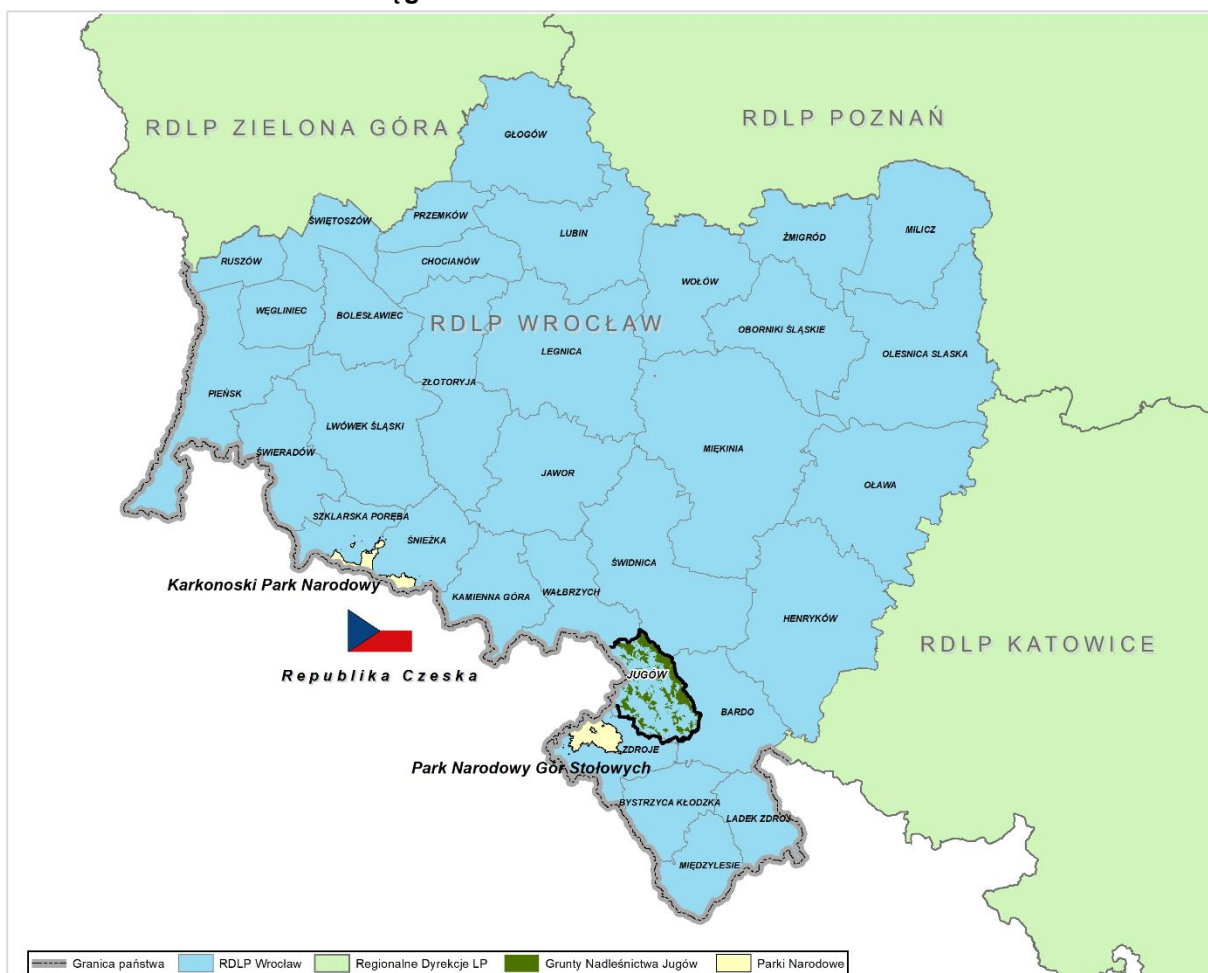 RDLP ZIELONA GÓRA
RDLP POZNAŃ
GŁOGÓW
ŚWIĘTOSZÓW
PRZEMKÓW
LUBIN
ŻMIGRÓD
MILICZ
RUSZÓW
CHOCIANÓW
WOŁÓW
WĘGLINIEC
BOLESŁAWIEC
RDLP WROCŁAW
OBORNIKI ŚLĄSKIE
LEGNICA
OLESNICA SLASKA
ZŁOTORYJA
PIEŃSK
LWÓWEK ŚLĄSKI
ŚWIERADÓW
MIĘKINIA
JAWOR
OŁAWA
SZKLARSKA PORĘBA
ŚNIEŻKA
ŚWIDNICA
Karkonoski Park Narodowy
KAMIENNA GÓRA
WAŁBRZYCH
HENRYKÓW
RDLP KATOWICE
Republika Czeska
JUGÓW
BARDO
ZDROJE
Park Narodowy Gór Stołowych
BYSTRZYCA KŁODZKA
LADEK ZDROJ
MIĘDZYLESIE
Granica państwa
RDLP Wrocław
Regionalne Dyrekcje LP
Grunty Nadleśnictwa Jugów
Parki Narodowe